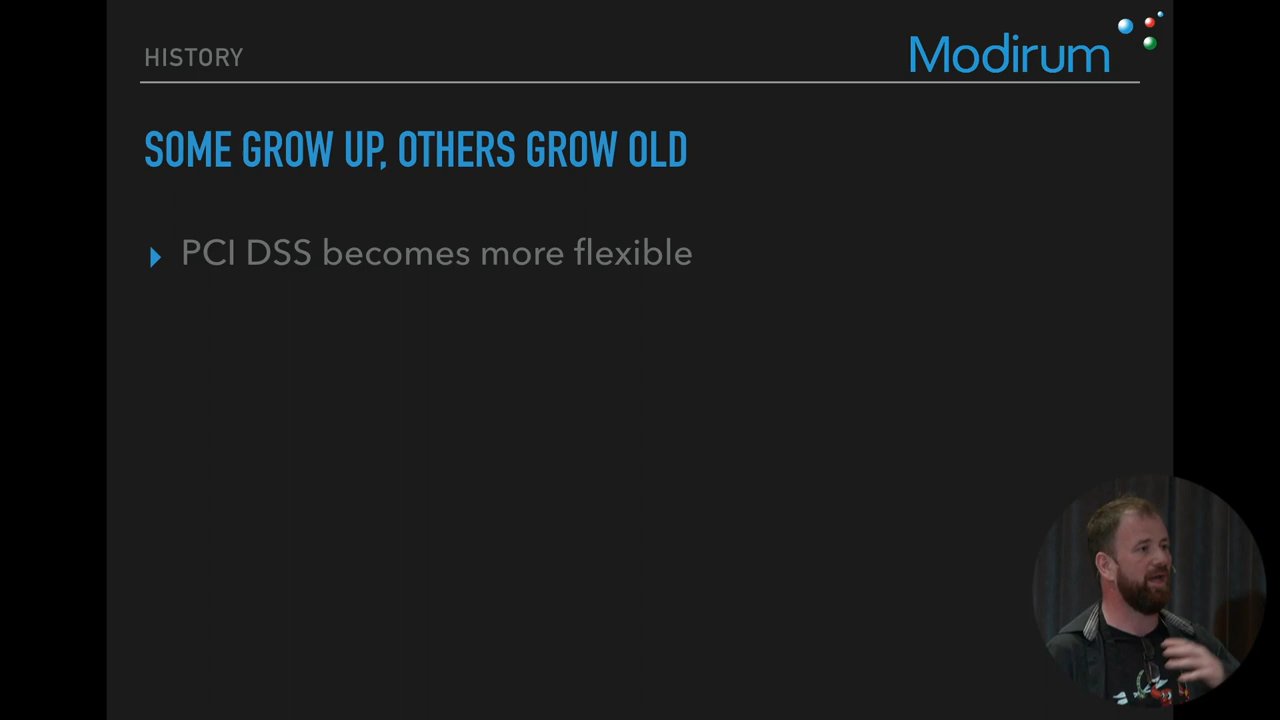 HISTORY
Modirum
SOME GROW UP, OTHERS GROW OLD
PCI DSS becomes more flexible